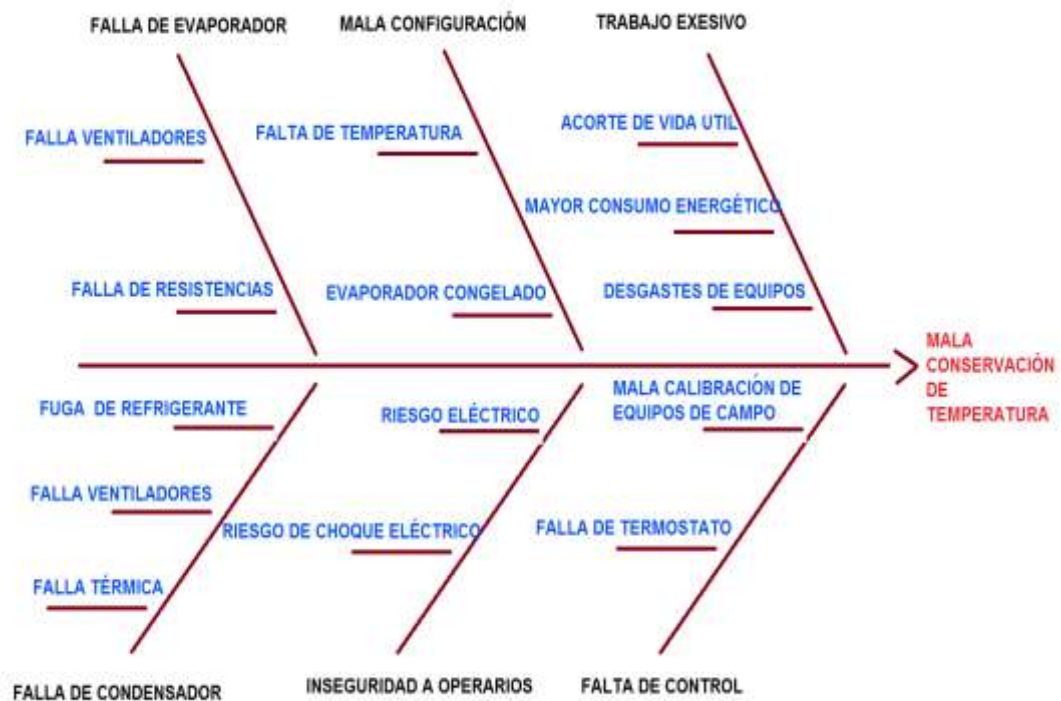 FALLA DE EVAPORADOR
MALA CONFIGURACIÓN
TRABAJO EXESIVO
FALLA VENTILADORES
FALTA DE TEMPERATURA
ACORTE DE VIDA UTIL
MAYOR CONSUMO ENERGÉTICO
FALLA DE RESISTENCIAS
EVAPORADOR CONGELADO
DESGASTES DE EQUIPOS
MALA
CONSERVACIÓN
DE
TEMPERATURA
FUGA DE REFRIGERANTE
RIESGO ELÉCTRICO
MALA CALIBRACIÓN DE
EQUIPOS DE CAMPO
FALLA VENTILADORES
RIESGO DE CHOQUE ELÉCTRICO
FALLA DE TERMOSTATO
FALLA TÉRMICA
FALLA DE CONDENSADOR
INSEGURIDAD A OPERARIOS
FALTA DE CONTROL